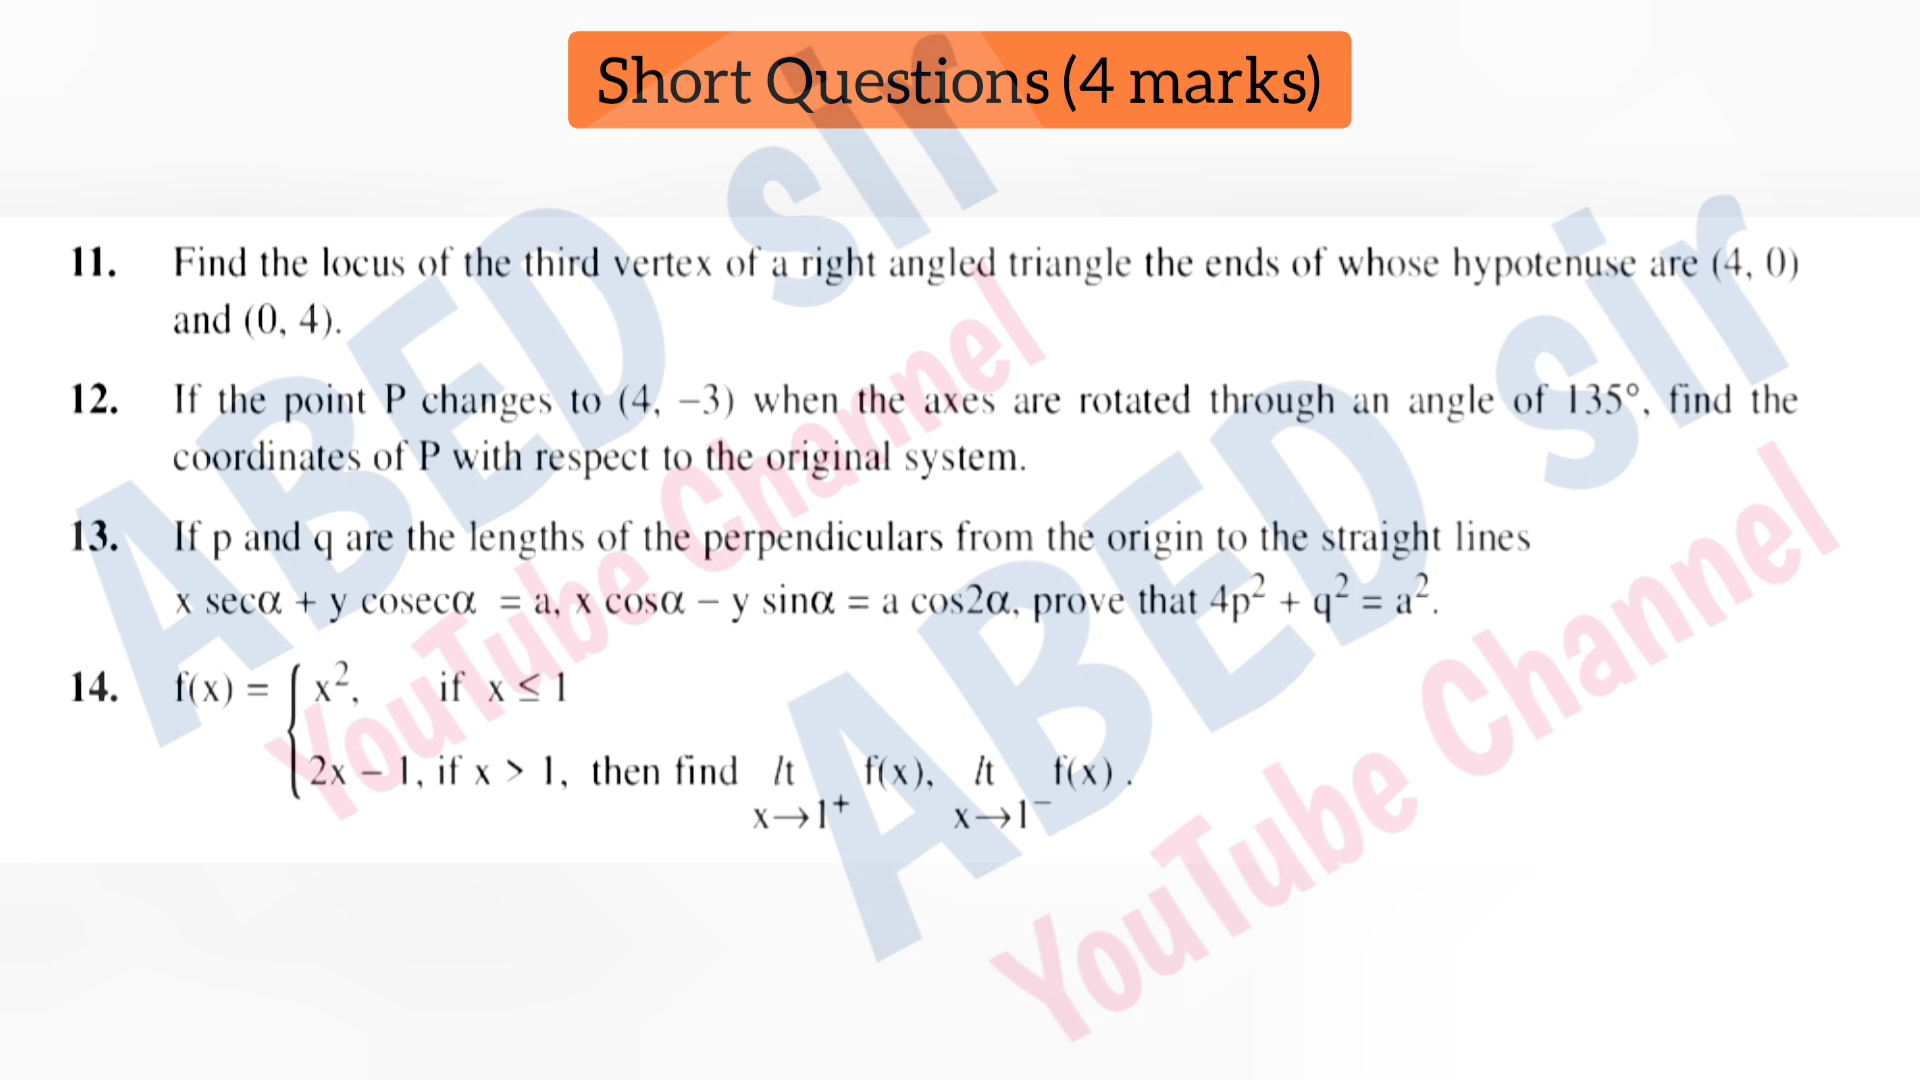 Short Questions (4 marks)
11. Find the locus of the third vertex of a right angled triangle the ends of whose hypotenuse are (4, 0)
and (0, 4).
12. If the point P changes to (4, −3) when the axes are rotated through an angle of 135°, find the
coordinates of P with respect to the original system.
13. If p and q are the lengths of the perpendiculars from the origin to the straight lines
x secα + y cosecα = a, x cosα − y sinα = a cos2α, prove that 4p² + q² = a².
14. f(x) = { x², if x ≤ 1
2x − 1, if x > 1, then find lt f(x), lt f(x) .
x→1⁺ x→1⁻
ABED sir
YouTube Channel
ABED sir
YouTube Channel